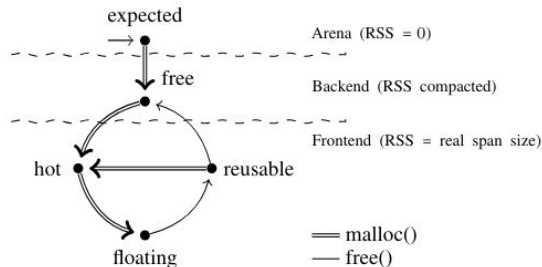 expected
Arena (RSS = 0)
free
Backend (RSS compacted)
Frontend (RSS = real span size)
hot
reusable
floating
malloc()
free()